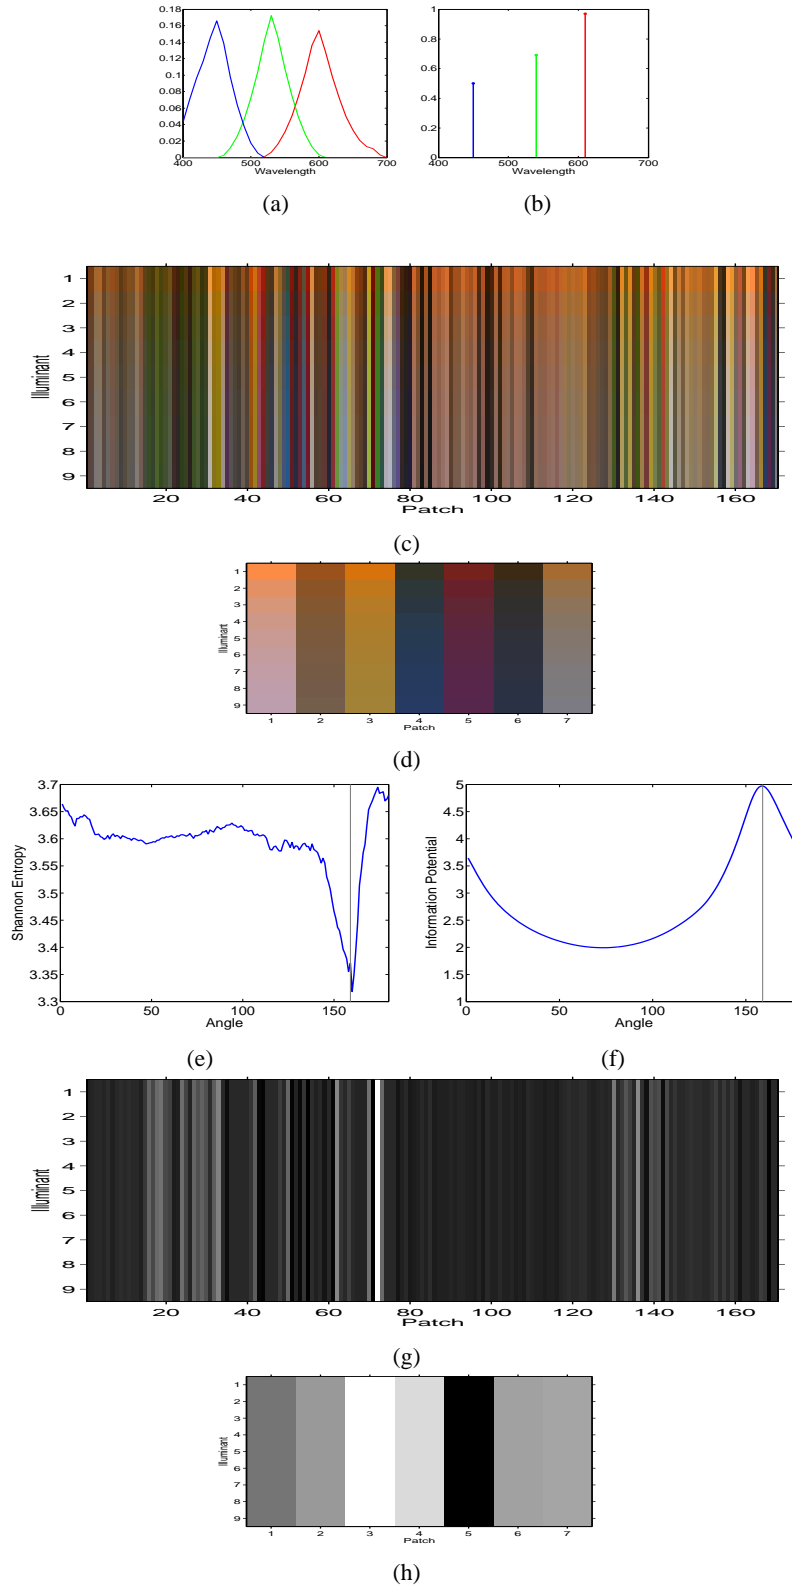 0.18
0.16
0.14
0.12
0.1
0.08
0.06
0.04
0.02
0
400 500 600 700
Wavelength
(a)
1
0.8
0.6
0.4
0.2
0
400 500 600 700
Wavelength
(b)
1
2
3
4
5
6
7
8
9
Illuminant
20 40 60 80 100 120 140 160
Patch
(c)
1
2
3
4
5
6
7
8
9
Illuminant
1 2 3 4 5 6 7
Patch
(d)
3.7
3.65
3.6
3.55
3.5
3.45
3.4
3.35
3.3
Shannon Entropy
0 50 100 150
Angle
(e)
5
4.5
4
3.5
3
2.5
2
1.5
1
Information Potential
0 50 100 150
Angle
(f)
1
2
3
4
5
6
7
8
9
Illuminant
20 40 60 80 100 120 140 160
Patch
(g)
1
2
3
4
5
6
7
8
9
Illuminant
1 2 3 4 5 6 7
Patch
(h)